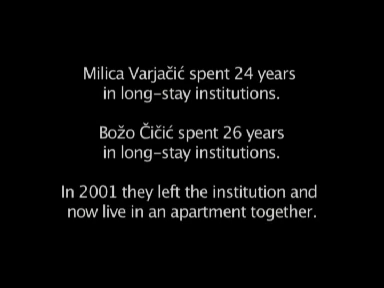 Milica Varjačić spent 24 years
in long-stay institutions.
Božo Čičić spent 26 years
in long-stay institutions.
In 2001 they left the institution and
now live in an apartment together.